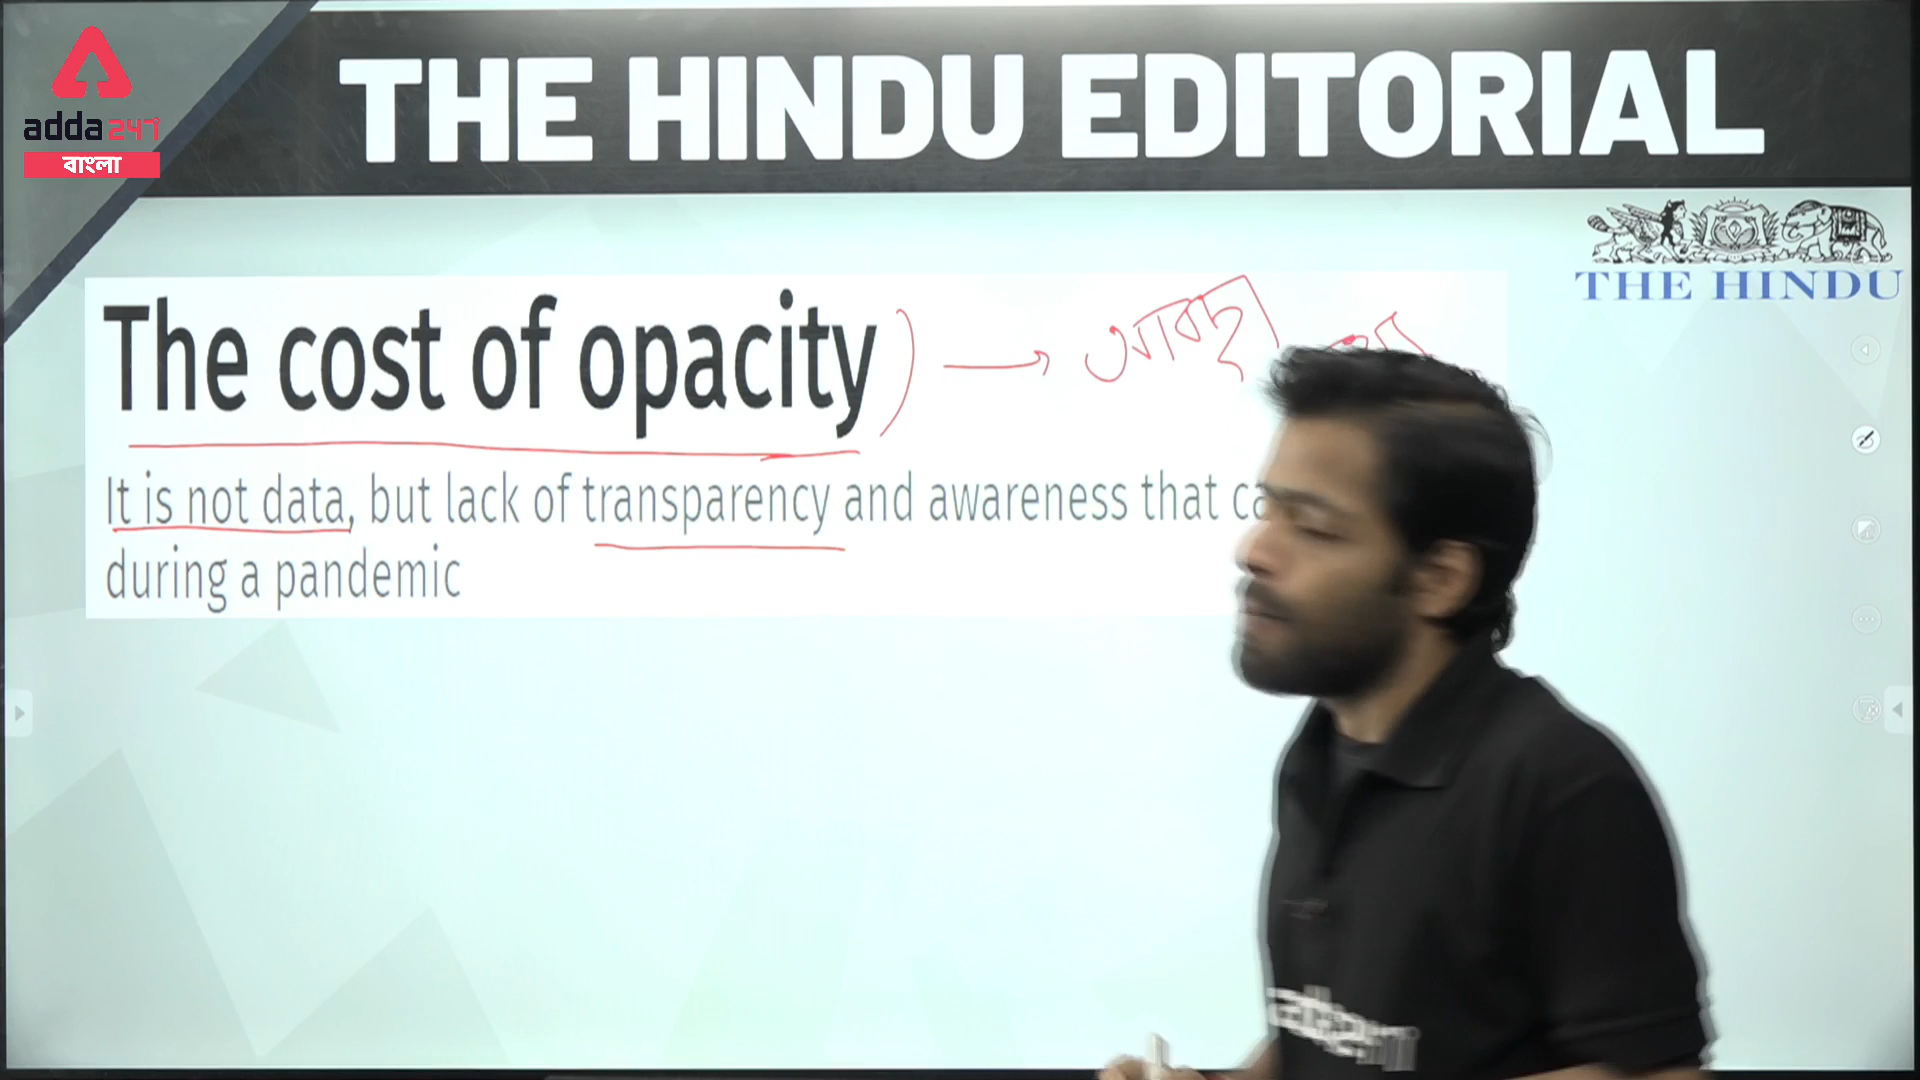 adda247
বাংলা
THE HINDU EDITORIAL
THE HINDU
The cost of opacity
It is not data, but lack of transparency and awareness that
during a pandemic